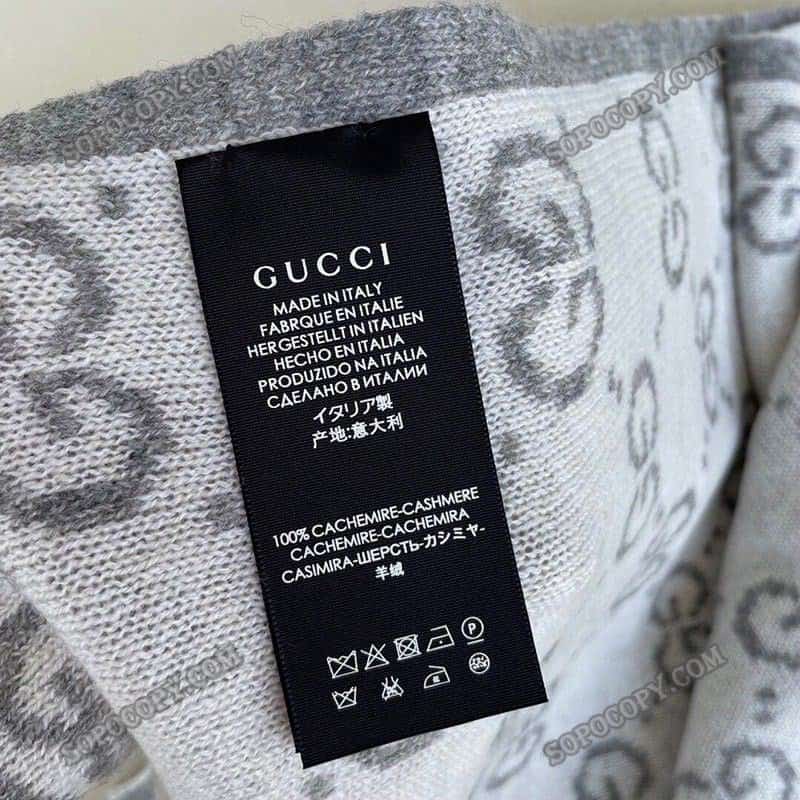 SOPOCOPY.COM
SOPOCOPY.COM
GUCCI
MADE IN ITALY
FABRQUE EN ITALIE
HERGESTELLT IN ITALIEN
HECHO EN ITALIA
PRODUZIDO NA ITALIA
СДЕЛАНО В ИТАЛИИ
イタリア製
产地:意大利
100% CACHEMIRE-CASHMERE
CACHEMIRE-CACHEMIRA
CASIMIRA-ШЕРСТЬ-カシミヤ-
羊绒
P
SOPOCOPY.COM
SOPOCOPY.COM